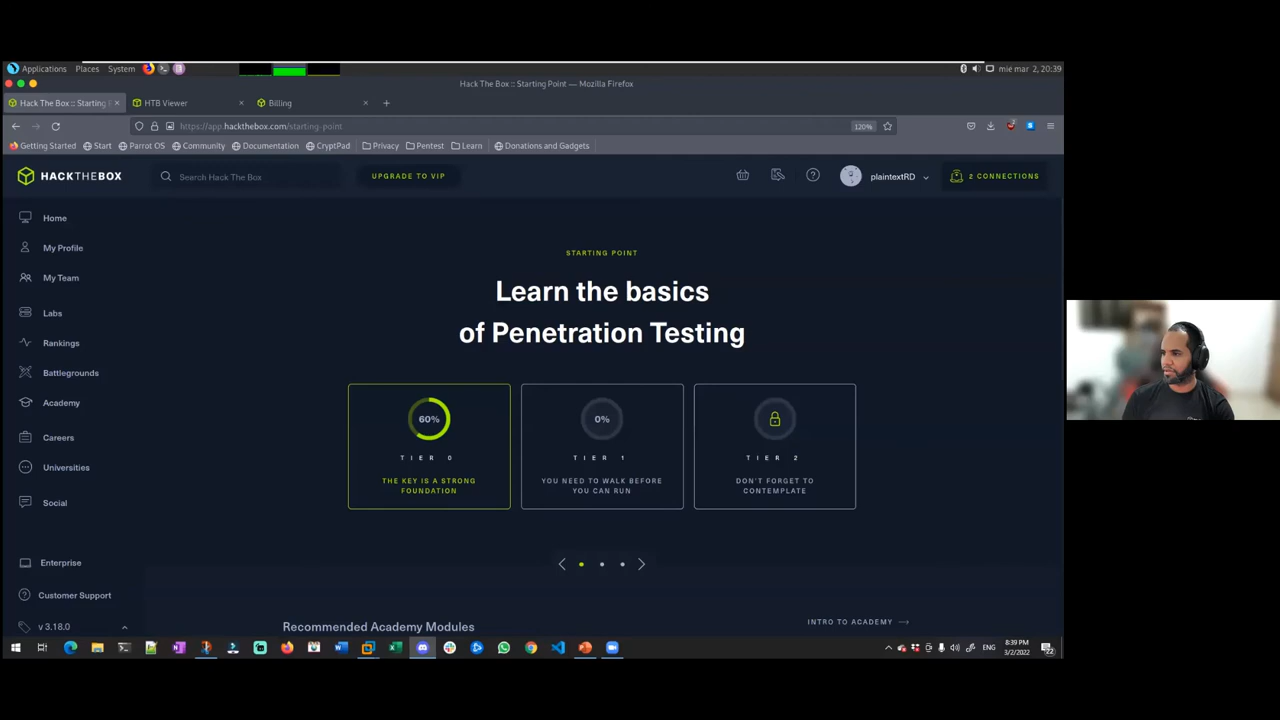 Applications Places System
mié mar 2, 20:39
Hack The Box :: Starting Point — Mozilla Firefox
Hack The Box :: Starting
HTB Viewer
Billing
https://app.hackthebox.com/starting-point
120%
Getting Started
Start
Parrot OS
Community
Documentation
CryptPad
Privacy
Pentest
Learn
Donations and Gadgets
HACKTHEBOX
Search Hack The Box
UPGRADE TO VIP
plaintextRD
2 CONNECTIONS
Home
My Profile
My Team
Labs
Rankings
Battlegrounds
Academy
Careers
Universities
Social
Enterprise
Customer Support
v 3.18.0
STARTING POINT
Learn the basics
of Penetration Testing
60%
TIER 0
THE KEY IS A STRONG
FOUNDATION
0%
TIER 1
YOU NEED TO WALK BEFORE
YOU CAN RUN
TIER 2
DON'T FORGET TO
CONTEMPLATE
Recommended Academy Modules
INTRO TO ACADEMY
ENG
8:39 PM
3/2/2022
22